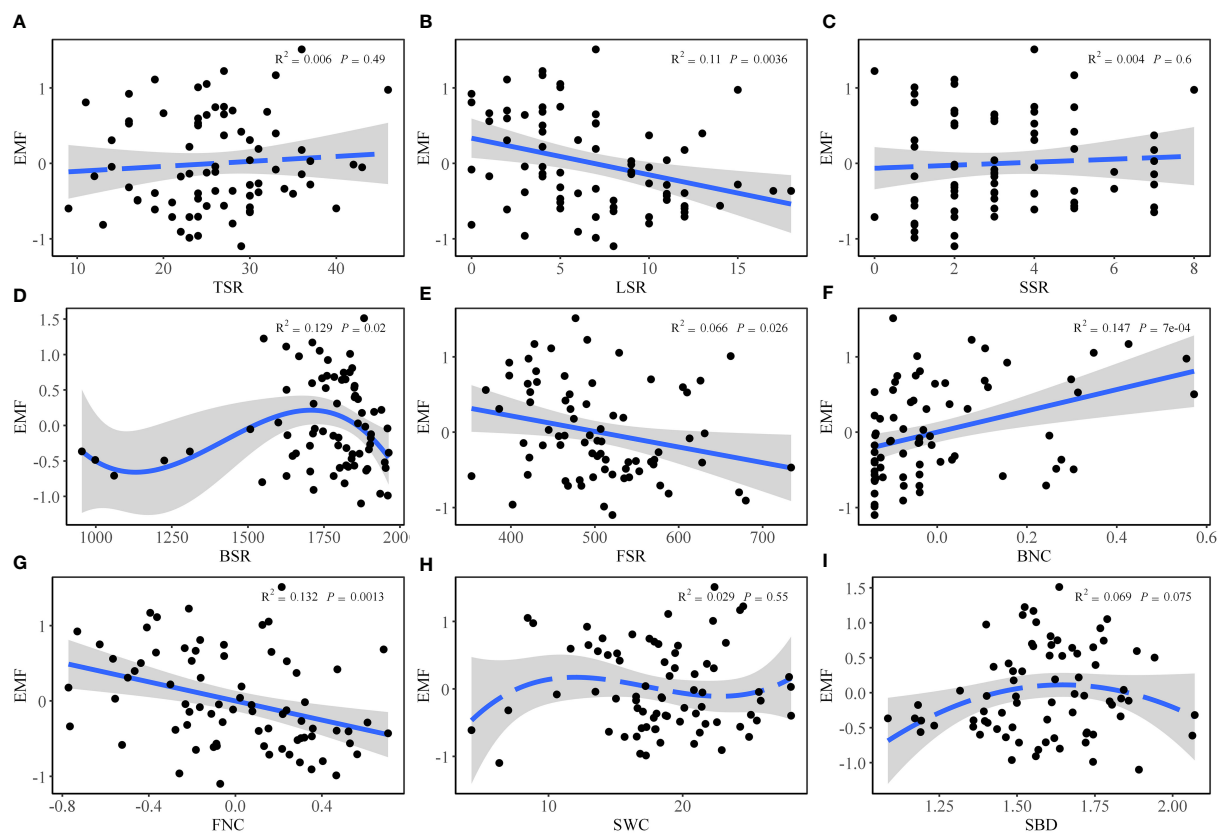 A
R² = 0.006 P = 0.49
EMF
1
0
-1
10 20 30 40
TSR
B
R² = 0.11 P = 0.0036
EMF
1
0
-1
0 5 10 15
LSR
C
R² = 0.004 P = 0.6
EMF
1
0
-1
0 2 4 6 8
SSR
D
R² = 0.129 P = 0.02
EMF
1.5
1.0
0.5
0.0
-0.5
-1.0
1000 1250 1500 1750 200
BSR
E
R² = 0.066 P = 0.026
EMF
1
0
-1
400 500 600 700
FSR
F
R² = 0.147 P = 7e-04
EMF
1
0
-1
0.0 0.2 0.4 0.6
BNC
G
R² = 0.132 P = 0.0013
EMF
1
0
-1
-0.8 -0.4 0.0 0.4
FNC
H
R² = 0.029 P = 0.55
EMF
1
0
-1
10 20
SWC
I
R² = 0.069 P = 0.075
EMF
1.5
1.0
0.5
0.0
-0.5
-1.0
1.25 1.50 1.75 2.00
SBD